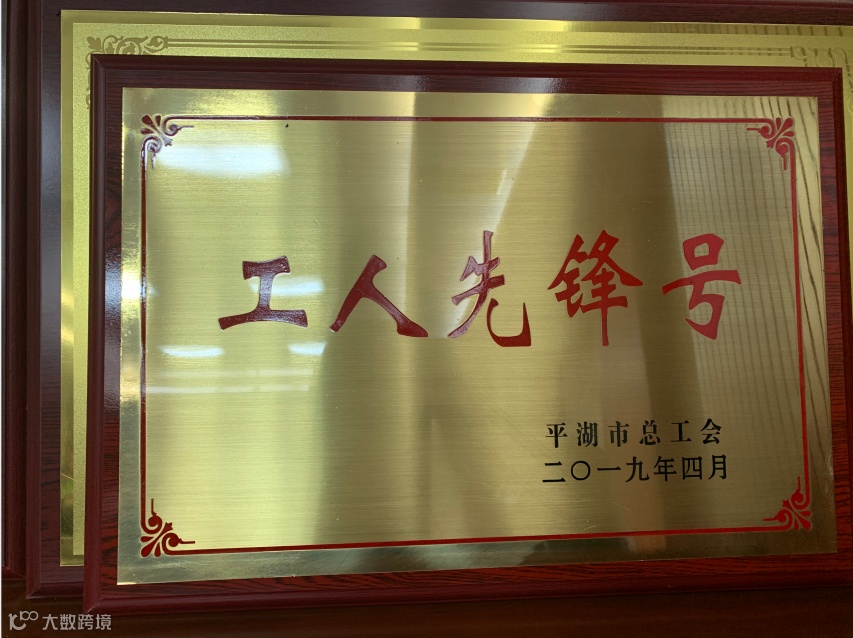 工人先锋号
平湖市总工会
二〇一九年四月
大数跨境